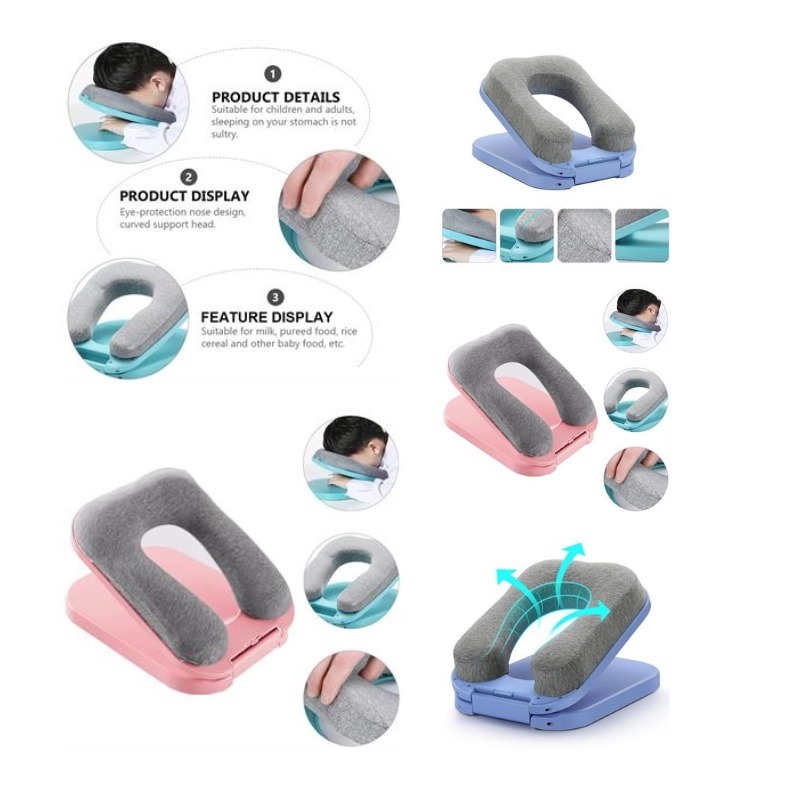 1
PRODUCT DETAILS
Suitable for children and adults,
sleeping on your stomach is not
sultry.
2
PRODUCT DISPLAY
Eye-protection nose design,
curved support head.
3
FEATURE DISPLAY
Suitable for milk, pureed food, rice
cereal and other baby food, etc.